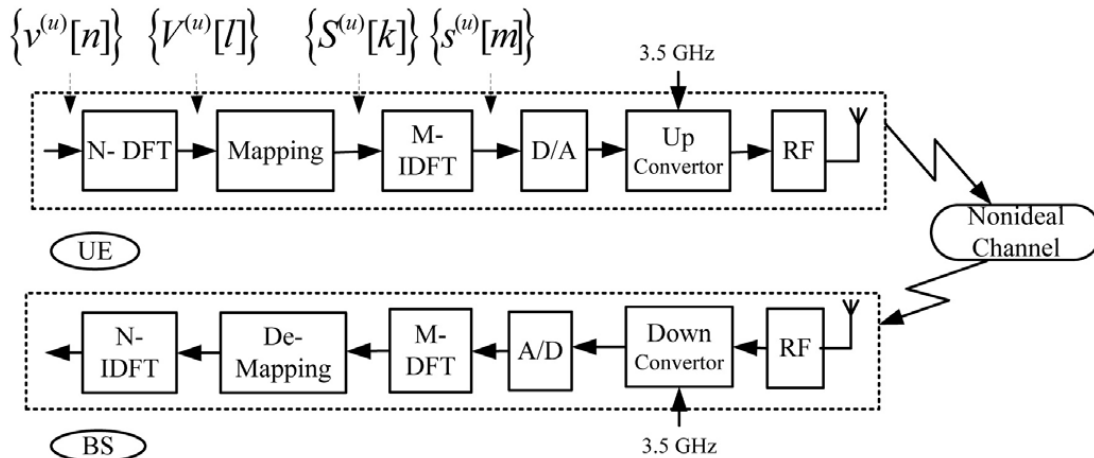 {v^(u)[n]} {V^(u)[l]} {S^(u)[k]} {s^(u)[m]}
3.5 GHz
N- DFT
Mapping
M-
IDFT
D/A
Up
Convertor
RF
Nonideal
Channel
UE
N-
IDFT
De-
Mapping
M-
DFT
A/D
Down
Convertor
RF
3.5 GHz
BS